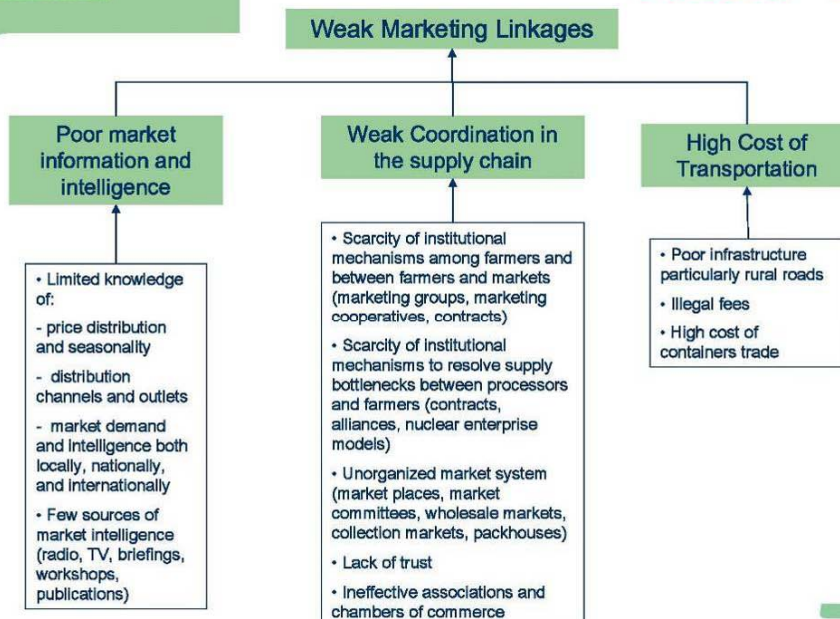 Weak Marketing Linkages
Poor market
information and
intelligence
• Limited knowledge
of:
- price distribution
and seasonality
- distribution
channels and outlets
- market demand
and intelligence both
locally, nationally,
and internationally
• Few sources of
market intelligence
(radio, TV, briefings,
workshops,
publications)
Weak Coordination in
the supply chain
• Scarcity of institutional
mechanisms among farmers and
between farmers and markets
(marketing groups, marketing
cooperatives, contracts)
• Scarcity of institutional
mechanisms to resolve supply
bottlenecks between processors
and farmers (contracts,
alliances, nuclear enterprise
models)
• Unorganized market system
(market places, market
committees, wholesale markets,
collection markets, packhouses)
• Lack of trust
• Ineffective associations and
chambers of commerce
High Cost of
Transportation
• Poor infrastructure
particularly rural roads
• Illegal fees
• High cost of
containers trade